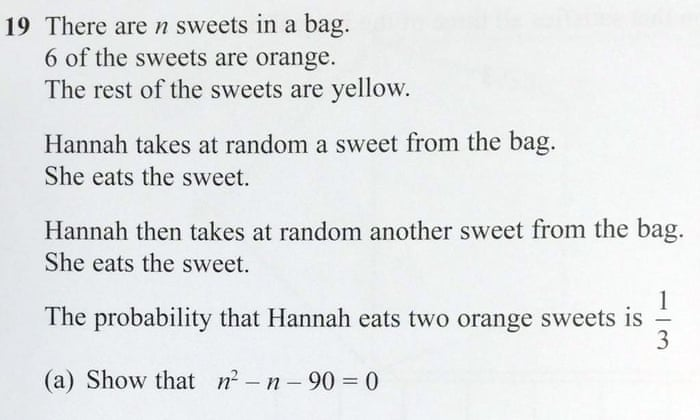 19 There are n sweets in a bag.
6 of the sweets are orange.
The rest of the sweets are yellow.
Hannah takes at random a sweet from the bag.
She eats the sweet.
Hannah then takes at random another sweet from the bag.
She eats the sweet.
The probability that Hannah eats two orange sweets is 1/3
(a) Show that n² – n – 90 = 0